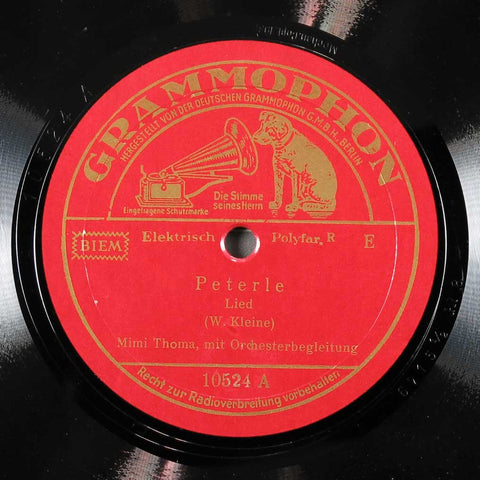 GRAMMOPHON
HERGESTELLT VON DER DEUTSCHEN GRAMMOPHON G.M.B.H. BERLIN
Die Stimme
seines Herrn
Eingetragene Schutzmarke
BIEM Elektrisch Polyfar. R E
Peterle
Lied
(W. Kleine)
Mimi Thoma, mit Orchesterbegleitung
10524 A
Recht zur Radioverbreitung vorbehalten